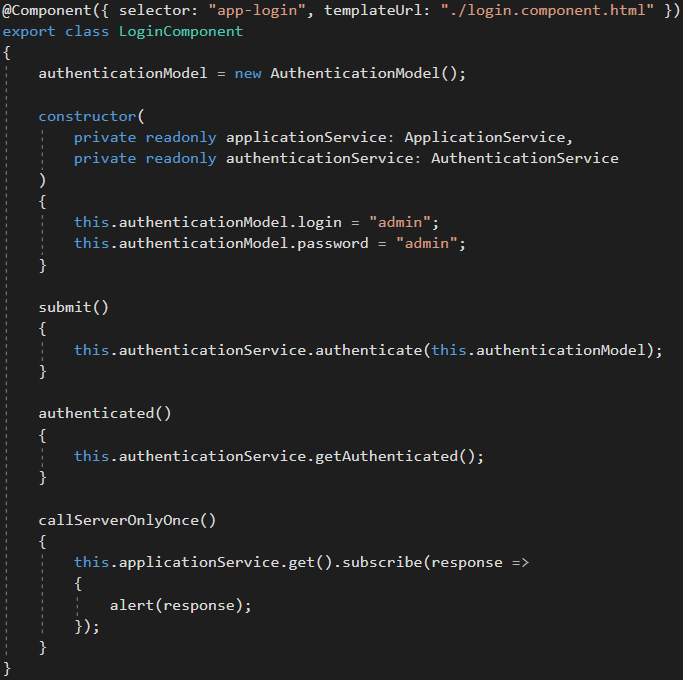 @Component({ selector: "app-login", templateUrl: "./login.component.html" })
export class LoginComponent
{
    authenticationModel = new AuthenticationModel();

    constructor(
        private readonly applicationService: ApplicationService,
        private readonly authenticationService: AuthenticationService
    )
    {
        this.authenticationModel.login = "admin";
        this.authenticationModel.password = "admin";
    }

    submit()
    {
        this.authenticationService.authenticate(this.authenticationModel);
    }

    authenticated()
    {
        this.authenticationService.getAuthenticated();
    }

    callServerOnlyOnce()
    {
        this.applicationService.get().subscribe(response =>
        {
            alert(response);
        });
    }
}